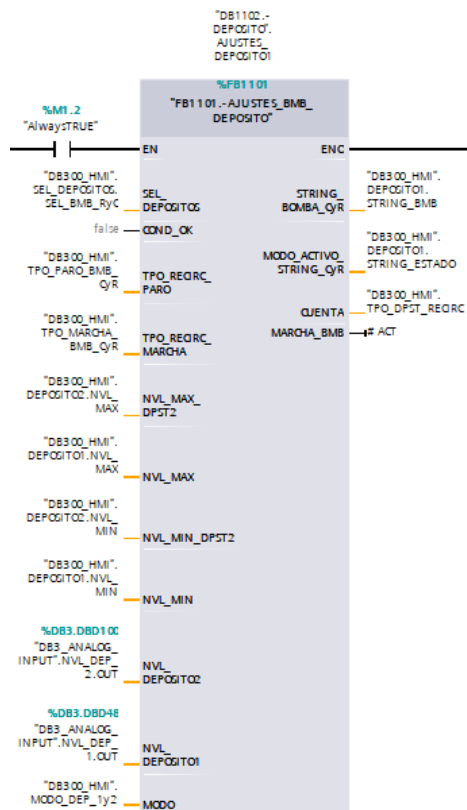 "DB1102.-
DEPOSITO".
AJUSTES_
DEPOSITO1
%FB1101
"FB1101.-AJUSTES_BMB_
DEPOSITO"
%M1.2
"AlwaysTRUE"
EN
ENO
"DB300_HMI".
SEL_DEPOSITOS.
SEL_BMB_RyC
SEL_
DEPOSITOS
false
COND_OK
"DB300_HMI".
TPO_PARO_BMB_
CyR
TPO_RECIRC_
PARO
"DB300_HMI".
TPO_MARCHA_
BMB_CyR
TPO_RECIRC_
MARCHA
"DB300_HMI".
DEPOSITO2.NVL_
MAX
NVL_MAX_
DPST2
"DB300_HMI".
DEPOSITO1.NVL_
MAX
NVL_MAX
"DB300_HMI".
DEPOSITO2.NVL_
MIN
NVL_MIN_DPST2
"DB300_HMI".
DEPOSITO1.NVL_
MIN
NVL_MIN
%DB3.DBD100
"DB3_ANALOG_
INPUT".NVL_DEP_
2.OUT
NVL_
DEPOSITO2
%DB3.DBD48
"DB3_ANALOG_
INPUT".NVL_DEP_
1.OUT
NVL_
DEPOSITO1
"DB300_HMI".
MODO_DEP_1y2
MODO
STRING_
BOMBA_CyR
"DB300_HMI".
DEPOSITO1.
STRING_BMB
MODO_ACTIVO_
STRING_CyR
"DB300_HMI".
DEPOSITO1.
STRING_ESTADO
CUENTA
"DB300_HMI".
TPO_DPST_RECIRC
MARCHA_BMB
# ACT